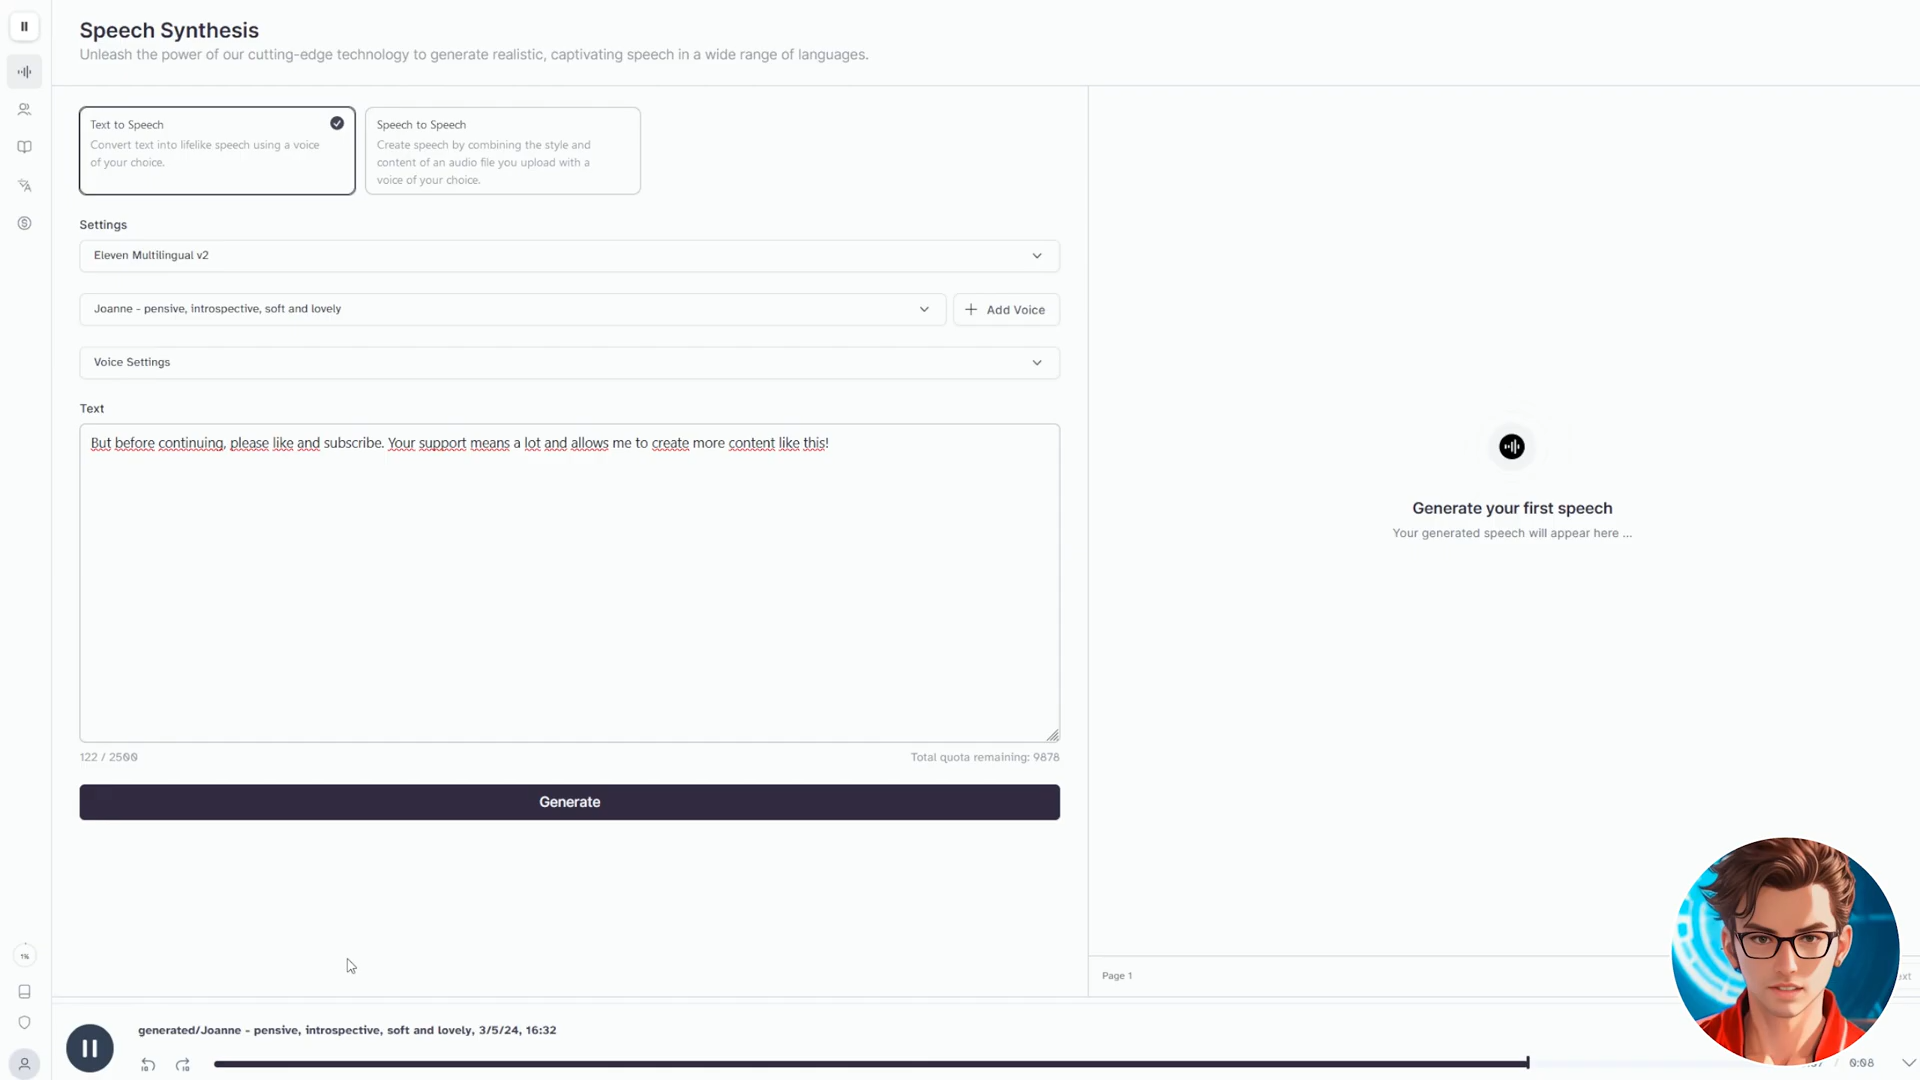 Speech Synthesis
Unleash the power of our cutting-edge technology to generate realistic, captivating speech in a wide range of languages.
Text to Speech
Convert text into lifelike speech using a voice
of your choice.
Speech to Speech
Create speech by combining the style and
content of an audio file you upload with a
voice of your choice.
Settings
Eleven Multilingual v2
Joanne - pensive, introspective, soft and lovely
Add Voice
Voice Settings
Text
But before continuing, please like and subscribe. Your support means a lot and allows me to create more content like this!
122 / 2500
Total quota remaining: 9878
Generate
Generate your first speech
Your generated speech will appear here ...
1%
Page 1
generated/Joanne - pensive, introspective, soft and lovely, 3/5/24, 16:32
10
10
/ 0:08